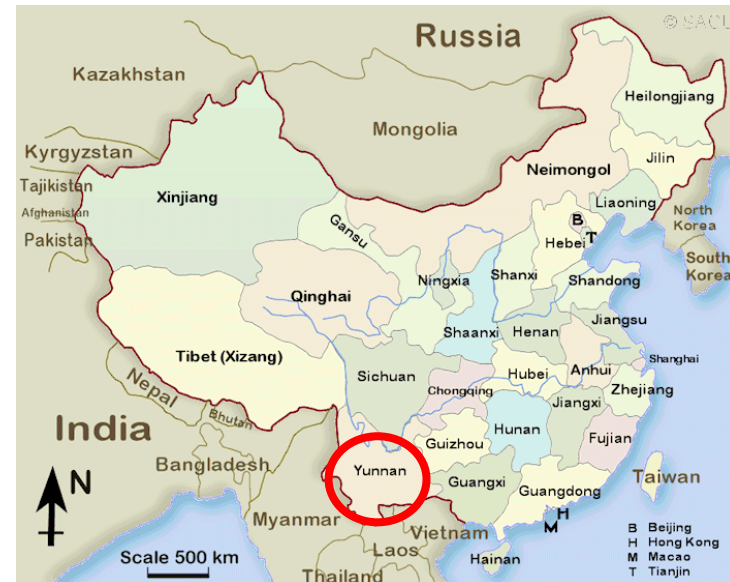 © SACU
Russia
Kazakhstan
Heilongjiang
Mongolia
Kyrgyzstan
Jilin
Neimongol
Tajikistan
Xinjiang
Liaoning
Afghanistan
North
Korea
B
Gansu
Pakistan
Hebei
T
South
Korea
Ningxia
Shanxi
Shandong
Qinghai
Jiangsu
Shaanxi
Henan
Tibet (Xizang)
Shanghai
Sichuan
Hubei
Anhui
Nepal
Chongqing
Zhejiang
Jiangxi
Bhutan
India
Hunan
Guizhou
Fujian
Bangladesh
Yunnan
Taiwan
N
Guangxi
Guangdong
H
Myanmar
M
Vietnam
B Beijing
H Hong Kong
Laos
M Macao
Scale 500 km
Hainan
T Tianjin
Thailand